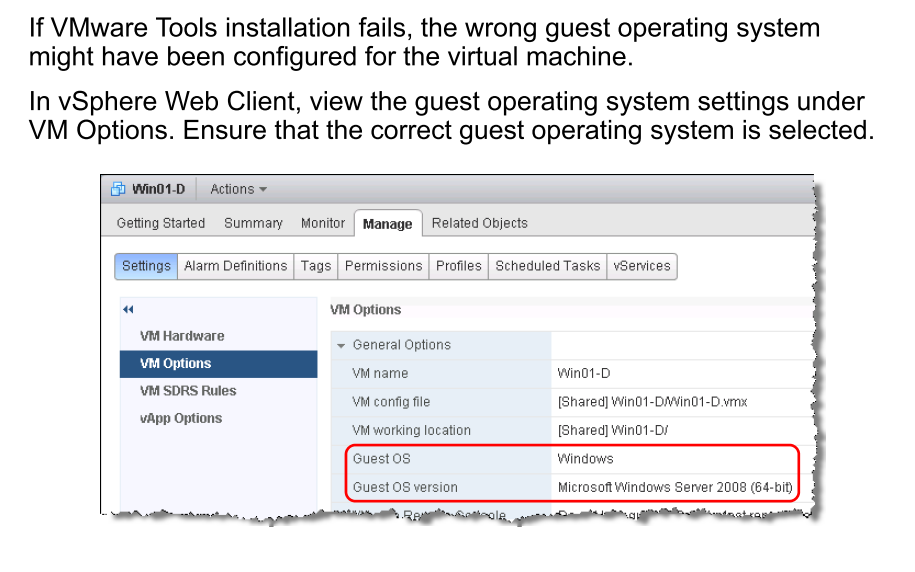 If VMware Tools installation fails, the wrong guest operating system
might have been configured for the virtual machine.
In vSphere Web Client, view the guest operating system settings under
VM Options. Ensure that the correct guest operating system is selected.
Win01-D Actions
Getting Started Summary Monitor Manage Related Objects
Settings Alarm Definitions Tags Permissions Profiles Scheduled Tasks vServices
VM Options
VM Hardware
General Options
VM Options
VM name Win01-D
VM SDRS Rules
VM config file [Shared] Win01-D/Win01-D.vmx
vApp Options
VM working location [Shared] Win01-D/
Guest OS Windows
Guest OS version Microsoft Windows Server 2008 (64-bit)